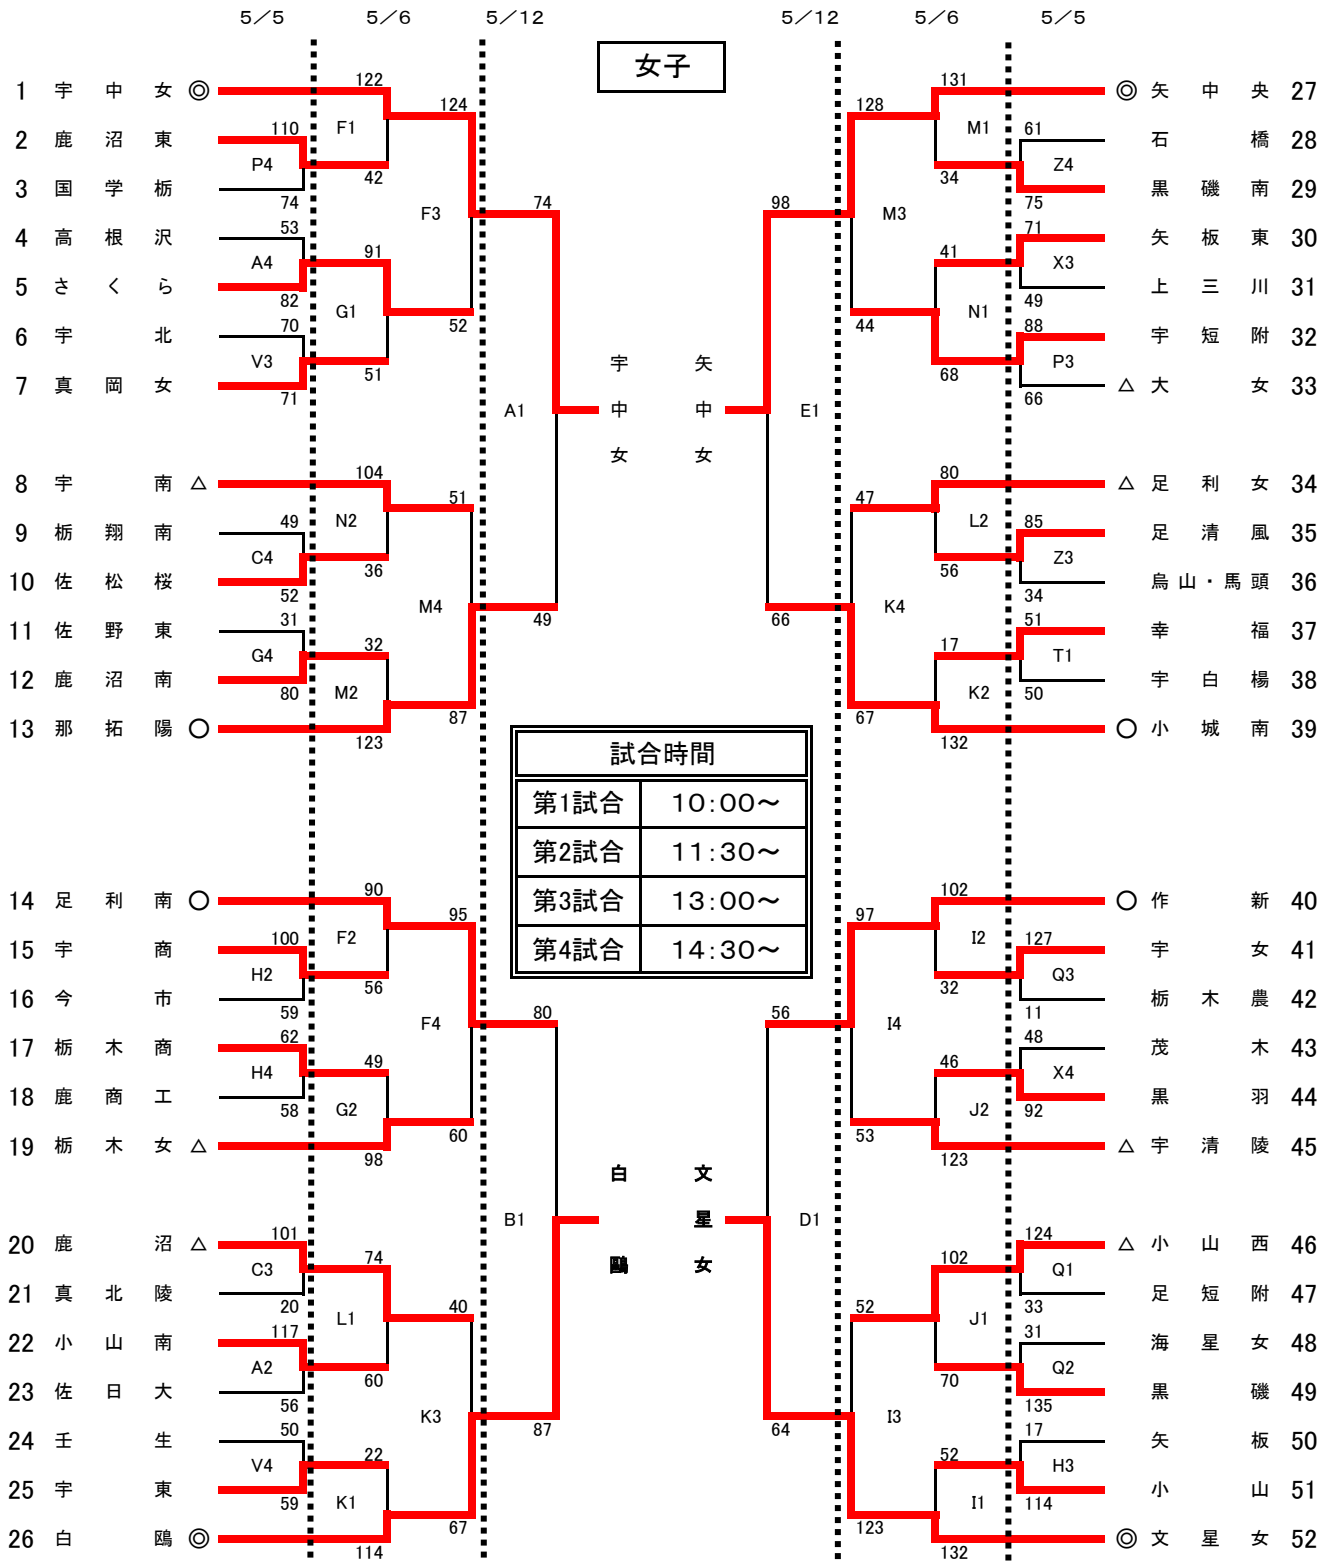 5／5 5／6 5／12 5／12 5／6 5／5
女子
1 宇中女 ◎ 122 131 ◎ 矢中央 27
124 128
2 鹿沼東 110 F1 M1 61 石橋 28
P4 Z4
3 国学栃 74 42 34 75 黒磯南 29
F3 74 98 M3
4 高根沢 53 91 41 71 矢板東 30
A4 X3
5 さくら 82 G1 N1 49 上三川 31
52 44
6 宇北 70 88 宇短附 32
V3 51 68 P3
7 真岡女 71 66 △ 大女 33
A1 宇中女 矢中女 E1
8 宇南 △ 104 80 △ 足利女 34
51 47
9 栃翔南 49 N2 L2 85 足清風 35
C4 Z3
10 佐松桜 52 36 56 34 烏山・馬頭 36
M4 49 66 K4
11 佐野東 31 32 17 51 幸福 37
G4 T1
12 鹿沼南 80 M2 K2 50 宇白楊 38
87 67
13 那拓陽 ○ 123 132 ○ 小城南 39
試合時間
第1試合 10：00～
第2試合 11：30～
第3試合 13：00～
第4試合 14：30～
14 足利南 ○ 90 102 ○ 作新 40
95 97
15 宇商 100 F2 I2 127 宇女 41
H2 Q3
16 今市 59 56 32 11 栃木農 42
F4 80 56 I4
17 栃木商 62 49 46 48 茂木 43
H4 X4
18 鹿商工 58 G2 J2 92 黒羽 44
60 53
19 栃木女 △ 98 123 △ 宇清陵 45
B1 白鷗 文星女 D1
20 鹿沼 △ 101 74 102 124 △ 小山西 46
C3 Q1
21 真北陵 20 L1 J1 33 足短附 47
40 52
22 小山南 117 31 海星女 48
A2 60 70 Q2
23 佐日大 56 135 黒磯 49
K3 87 64 I3
24 壬生 50 22 52 17 矢板 50
V4 H3
25 宇東 59 K1 I1 114 小山 51
67 123
26 白鷗 ◎ 114 132 ◎ 文星女 52